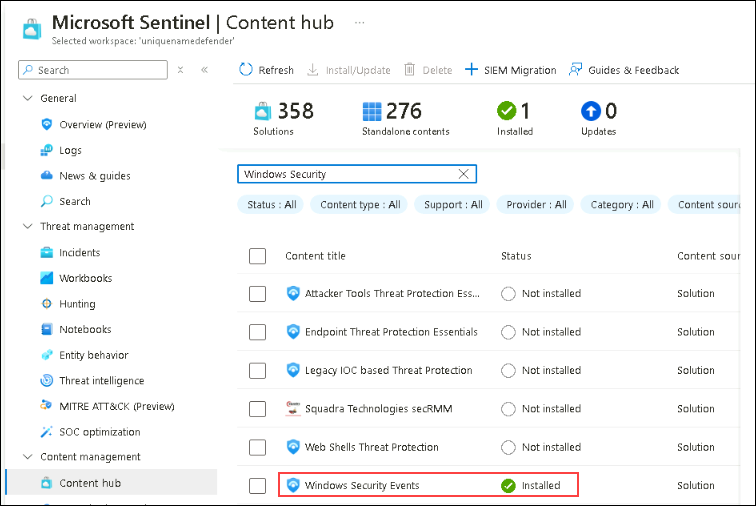 Microsoft Sentinel | Content hub ...
Selected workspace: 'uniquenamedefender'
Search
General
Overview (Preview)
Logs
News & guides
Search
Threat management
Incidents
Workbooks
Hunting
Notebooks
Entity behavior
Threat intelligence
MITRE ATT&CK (Preview)
SOC optimization
Content management
Content hub
Refresh Install/Update Delete SIEM Migration Guides & Feedback
358 276 1 0
Solutions Standalone contents Installed Updates
Windows Security
Status : All Content type : All Support : All Provider : All Category : All Content sour
Content title Status Content sour
Attacker Tools Threat Protection Ess... Not installed Solution
Endpoint Threat Protection Essentials Not installed Solution
Legacy IOC based Threat Protection Not installed Solution
Squadra Technologies secRMM Not installed Solution
Web Shells Threat Protection Not installed Solution
Windows Security Events Installed Solution